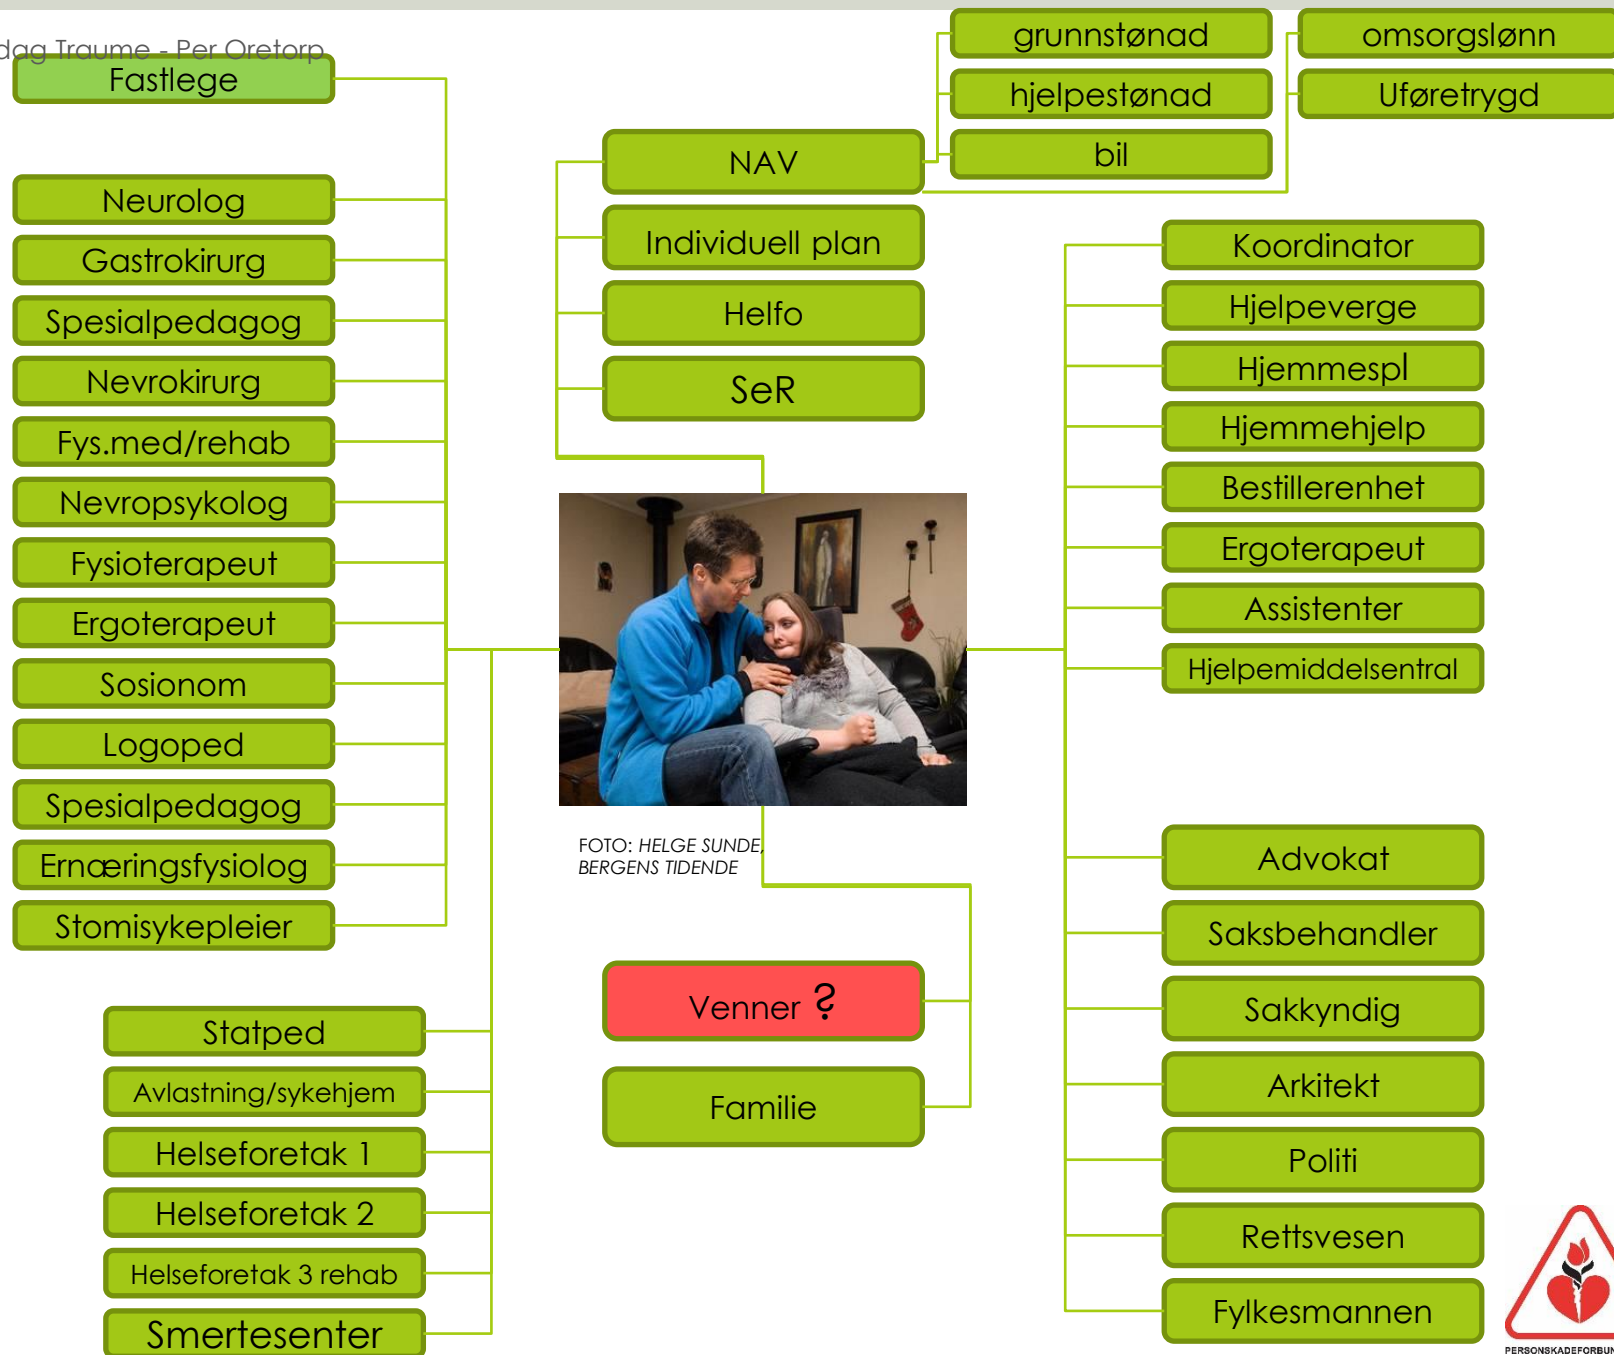 dag Traume - Per Oretorp
Fastlege
Neurolog
Gastrokirurg
Spesialpedagog
Nevrokirurg
Fys.med/rehab
Nevropsykolog
Fysioterapeut
Ergoterapeut
Sosionom
Logoped
Spesialpedagog
Ernæringsfysiolog
Stomisykepleier
Statped
Avlastning/sykehjem
Helseforetak 1
Helseforetak 2
Helseforetak 3 rehab
Smertesenter
NAV
Individuell plan
Helfo
SeR
grunnstønad
hjelpestønad
bil
omsorgslønn
Uføretrygd
FOTO: HELGE SUNDE,
BERGENS TIDENDE
Venner ?
Familie
Koordinator
Hjelpeverge
Hjemmespl
Hjemmehjelp
Bestillerenhet
Ergoterapeut
Assistenter
Hjelpemiddelsentral
Advokat
Saksbehandler
Sakkyndig
Arkitekt
Politi
Rettsvesen
Fylkesmannen